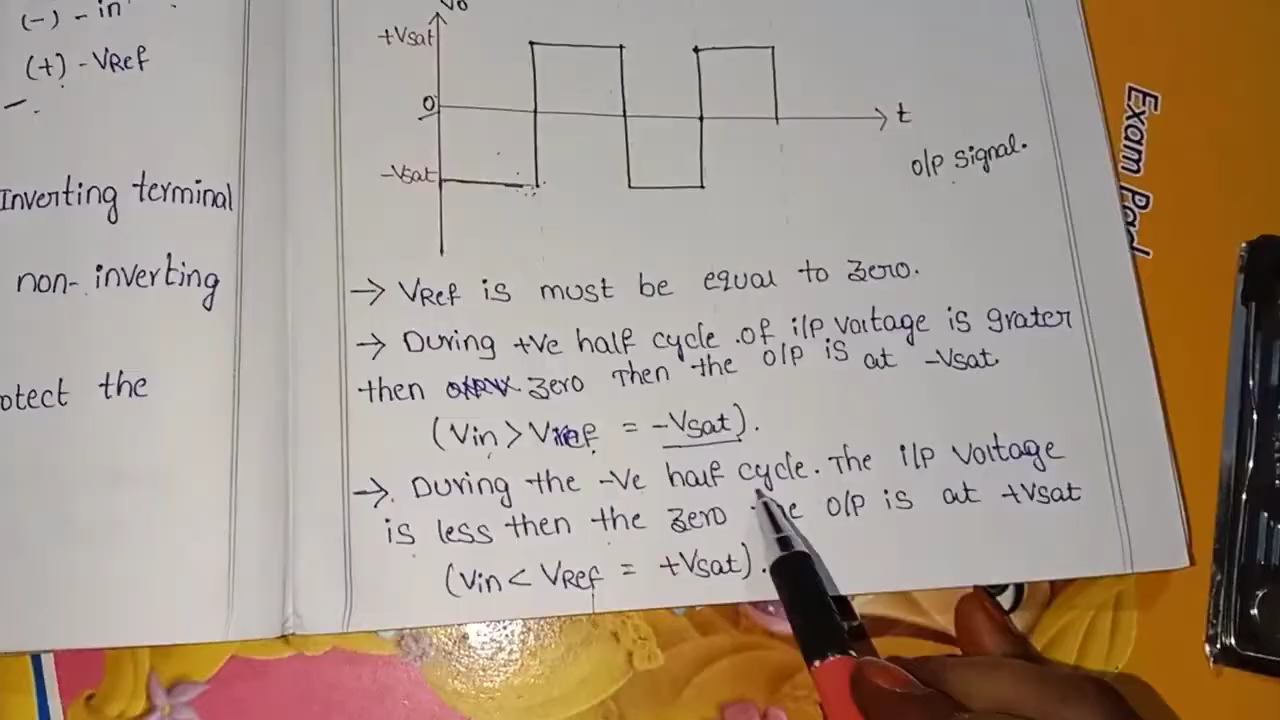 (-) - in
(+) - VRef
Inverting terminal
non-inverting
otect the
Vo
+Vsat
0
-Vsat
t
O/P signal.
→ VRef is must be equal to zero.
→ During +ve half cycle of i/p voltage is grater
then zero Then the O/P is at -Vsat
(Vin > Vref = -Vsat).
→ During the -ve half cycle. The i/p voltage
is less then the zero the O/P is at +Vsat
(Vin < VRef = +Vsat).
Exam Pad